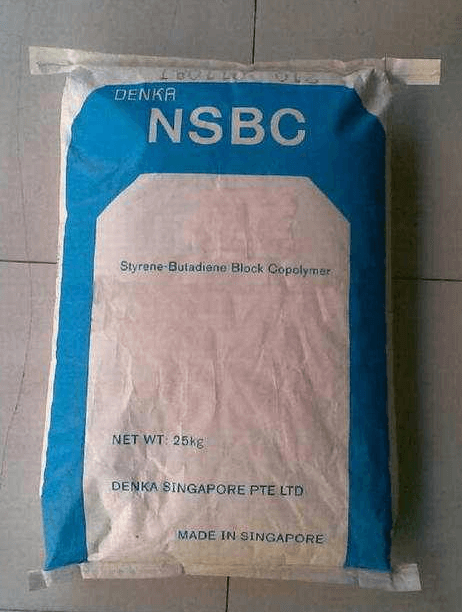 DENKA
NSBC
Styrene-Butadiene Block Copolymer
NET WT: 25kg
DENKA SINGAPORE PTE LTD
MADE IN SINGAPORE